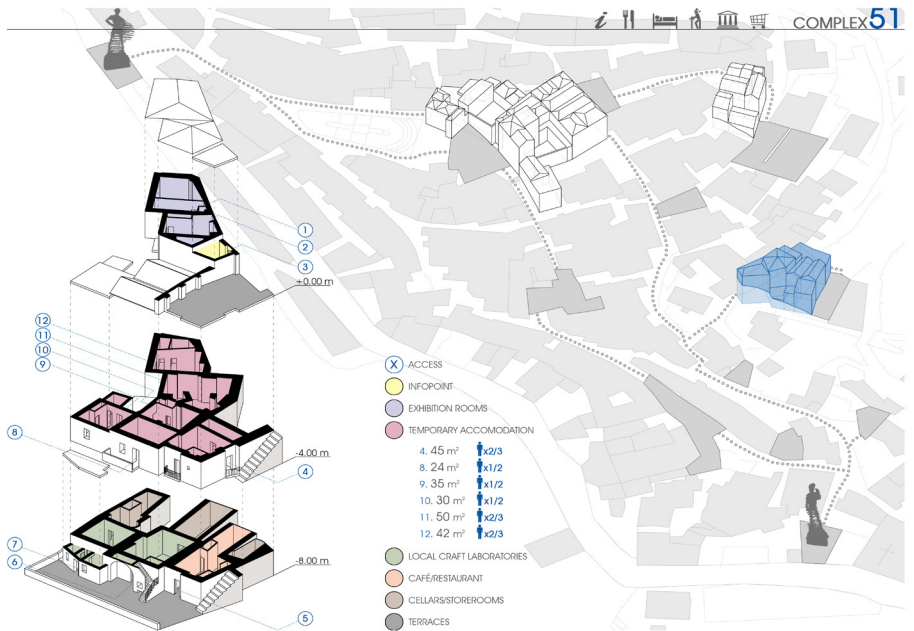 COMPLEX51
1
2
3
+0.00 m
12
11
10
9
8
-4.00 m
4
7
6
-8.00 m
5
X ACCESS
INFOPOINT
EXHIBITION ROOMS
TEMPORARY ACCOMODATION
4. 45 m² x2/3
8. 24 m² x1/2
9. 35 m² x1/2
10. 30 m² x1/2
11. 50 m² x2/3
12. 42 m² x2/3
LOCAL CRAFT LABORATORIES
CAFÉ/RESTAURANT
CELLARS/STOREROOMS
TERRACES